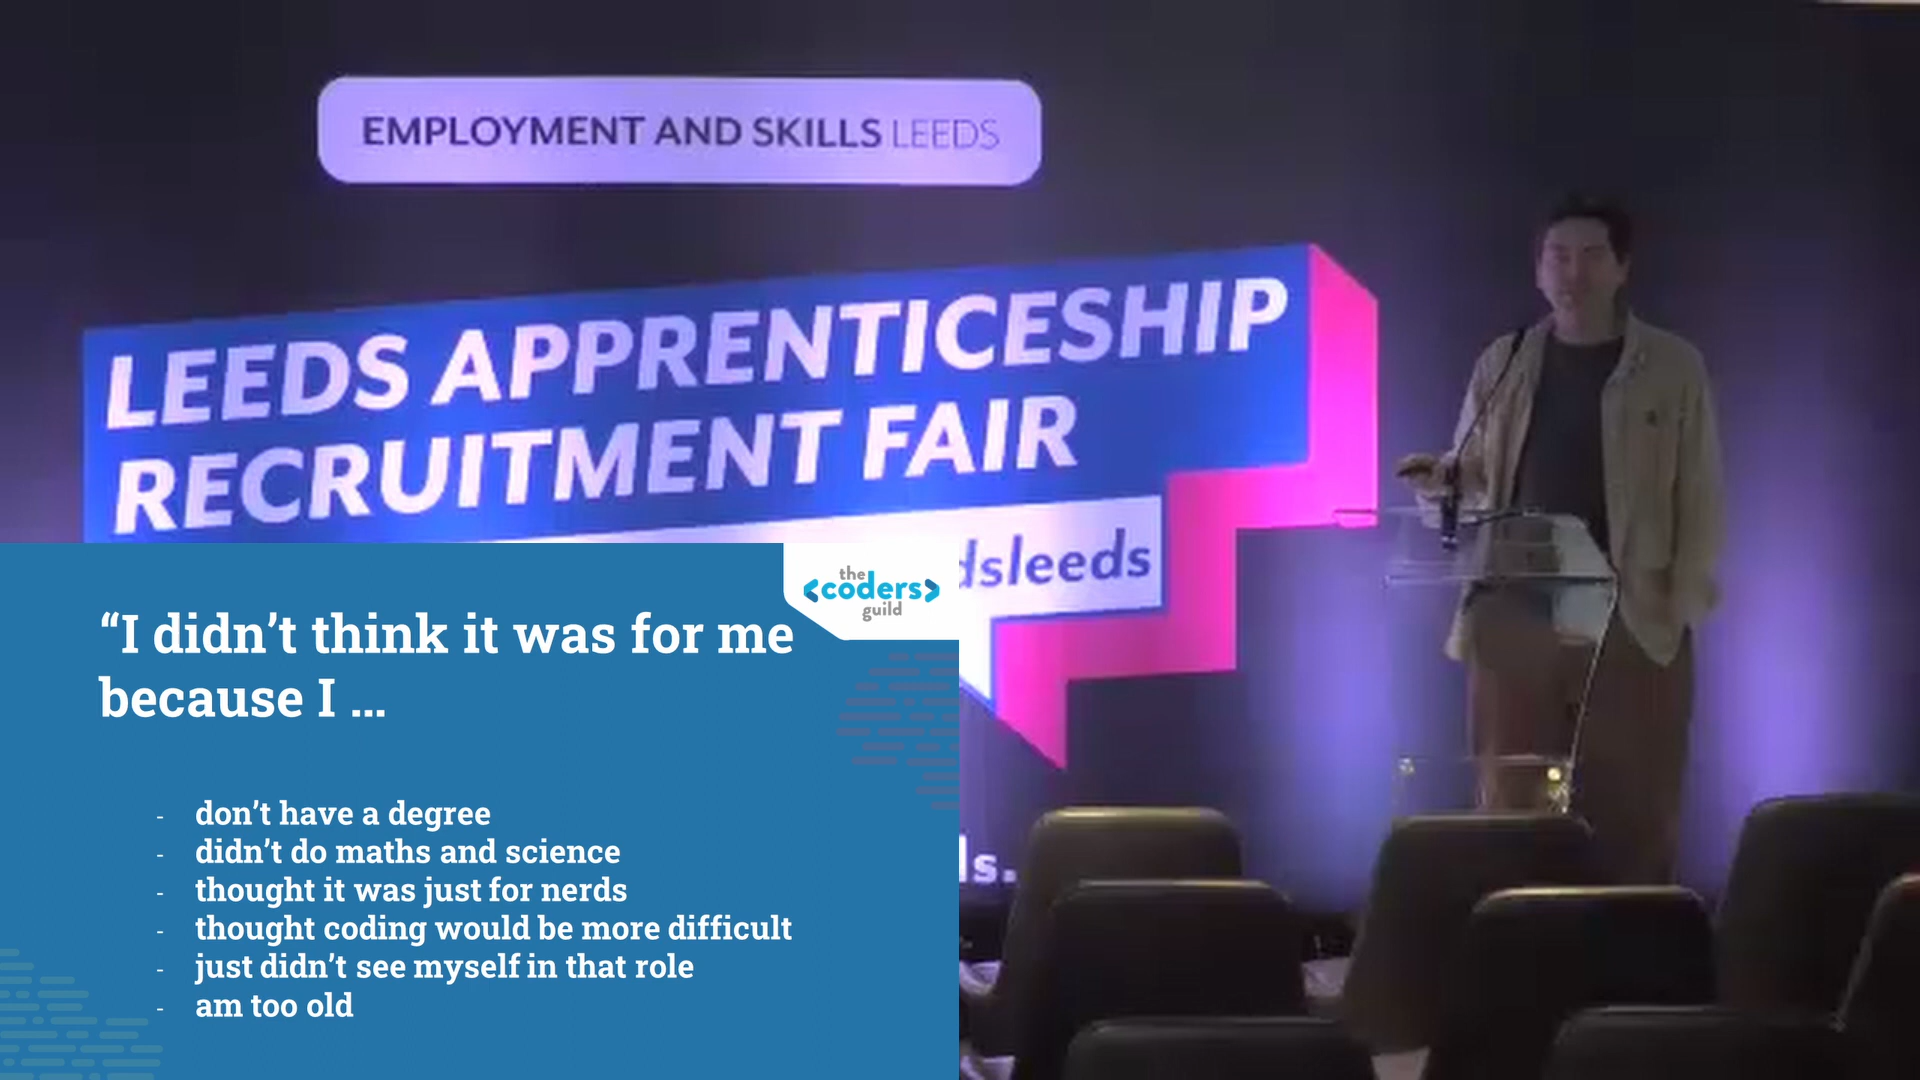 EMPLOYMENT AND SKILLS LEEDS
LEEDS APPRENTICESHIP
RECRUITMENT FAIR
dsleeds
the
<coders>
guild
“I didn’t think it was for me
because I ...
- don’t have a degree
- didn’t do maths and science
- thought it was just for nerds
- thought coding would be more difficult
- just didn’t see myself in that role
- am too old
ls.